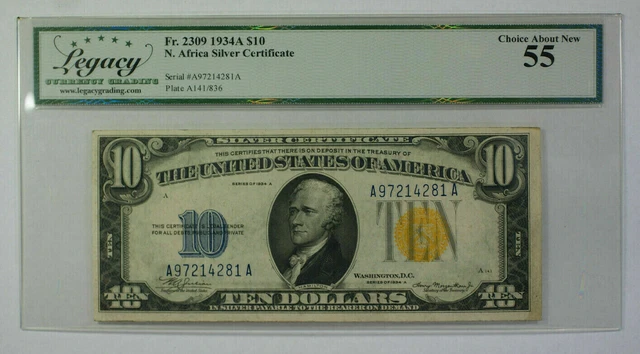 Legacy
CURRENCY GRADING
www.legacygrading.com
Fr. 2309 1934A $10
N. Africa Silver Certificate
Serial #A97214281A
Plate A141/836
Choice About New
55
SILVER CERTIFICATE
10
THIS CERTIFIES THAT THERE IS ON DEPOSIT IN THE TREASURY OF
10
THE UNITED STATES OF AMERICA
SERIES OF 1934 A
A
A97214281A
THIS CERTIFICATE IS LEGAL TENDER
FOR ALL DEBTS PUBLIC AND PRIVATE
10
TEN
TEN
TEN
A97214281A
WASHINGTON, D.C.
A 141
SERIES OF 1934 A
HAMILTON
10
TEN DOLLARS
10
IN SILVER PAYABLE TO THE BEARER ON DEMAND